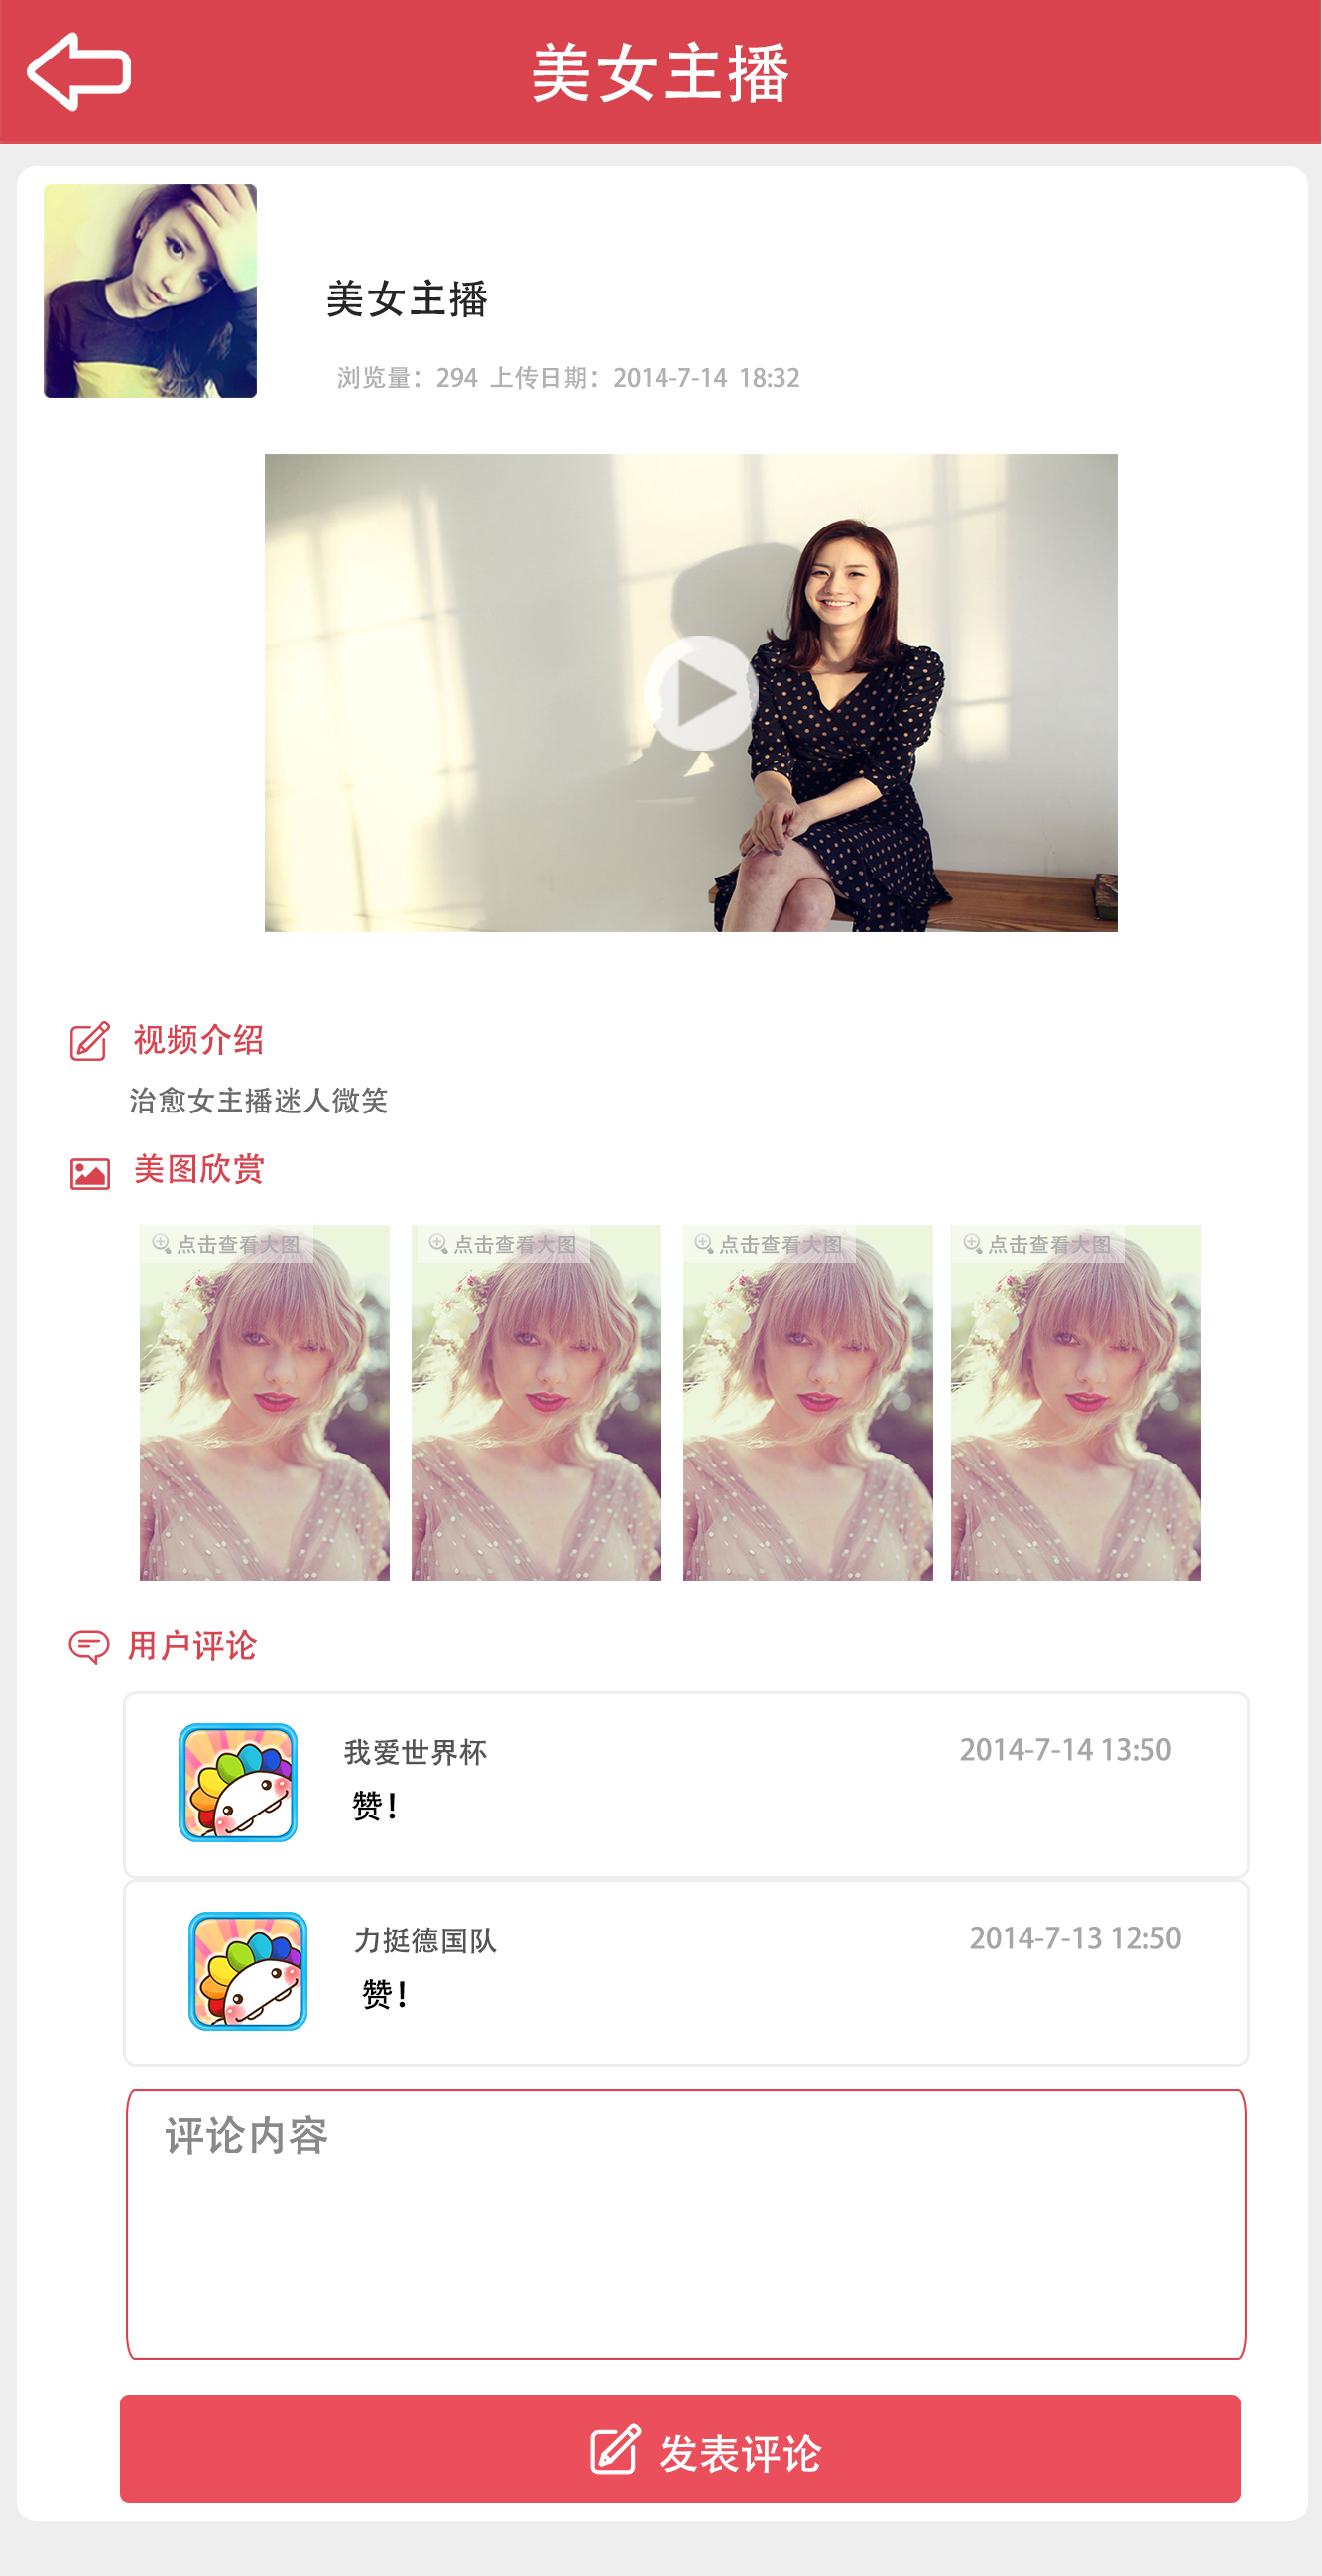 美女主播
美女主播
浏览量：294 上传日期：2014-7-14 18:32
视频介绍
治愈女主播迷人微笑
美图欣赏
点击查看大图 点击查看大图 点击查看大图 点击查看大图
用户评论
我爱世界杯 2014-7-14 13:50
赞！
力挺德国队 2014-7-13 12:50
赞！
评论内容
发表评论